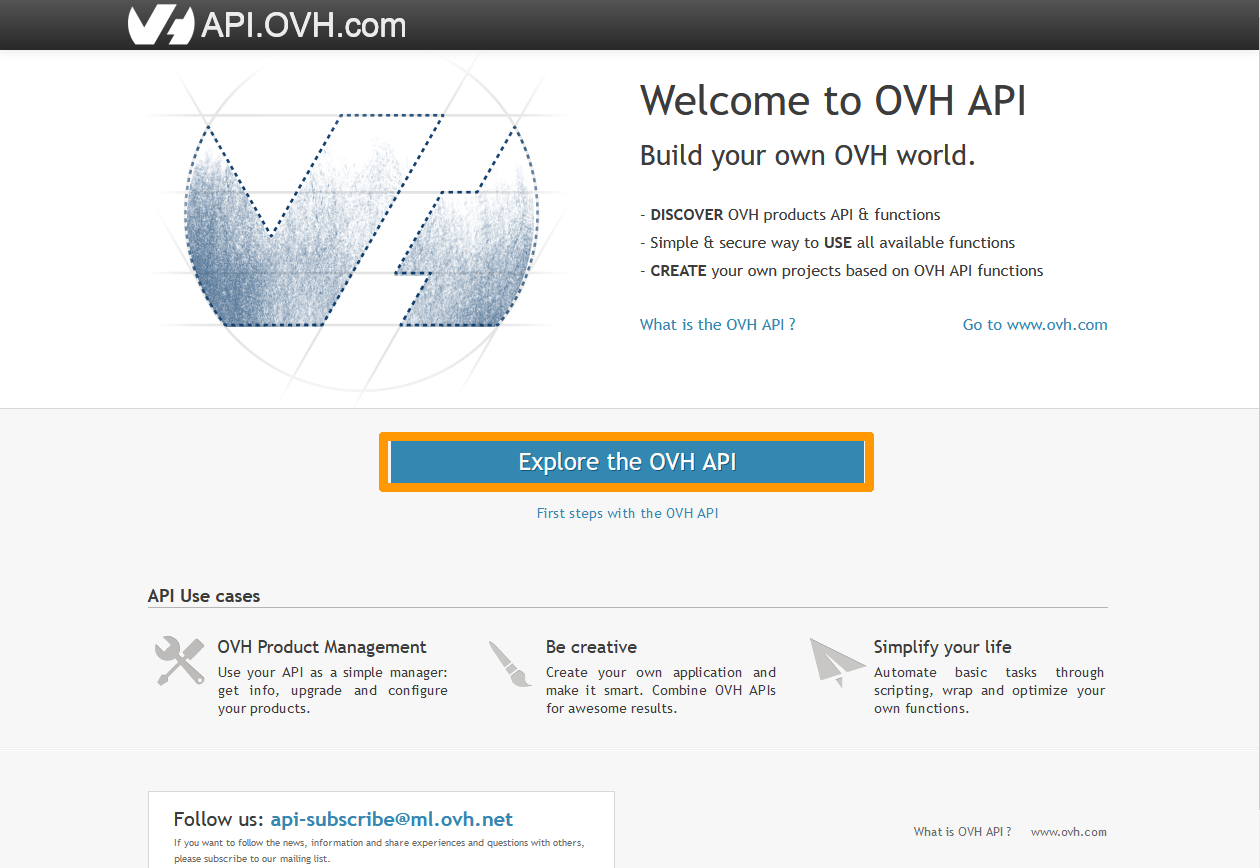 API.OVH.com
Welcome to OVH API
Build your own OVH world.
- DISCOVER OVH products API & functions
- Simple & secure way to USE all available functions
- CREATE your own projects based on OVH API functions
What is the OVH API ? Go to www.ovh.com
Explore the OVH API
First steps with the OVH API
API Use cases
OVH Product Management
Use your API as a simple manager:
get info, upgrade and configure
your products.
Be creative
Create your own application and
make it smart. Combine OVH APIs
for awesome results.
Simplify your life
Automate basic tasks through
scripting, wrap and optimize your
own functions.
Follow us: api-subscribe@ml.ovh.net
If you want to follow the news, information and share experiences and questions with others,
please subscribe to our mailing list.
What is OVH API ? www.ovh.com